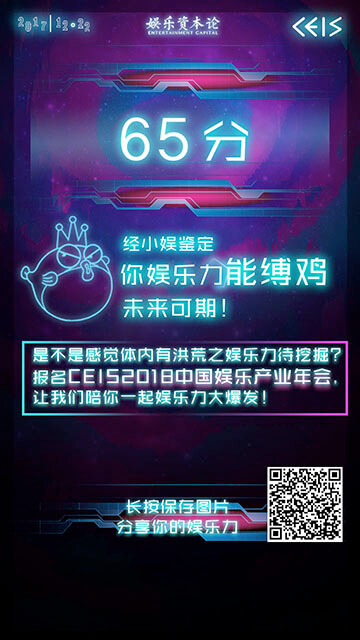 2017|12•22
娱乐資本论
ENTERTAINMENT CAPITAL
CEIS
65分
经小娱鉴定
你娱乐力能缚鸡
未来可期！
是不是感觉体内有洪荒之娱乐力待挖掘？
报名CEIS2018中国娱乐产业年会，
让我们陪你一起娱乐力大爆发！
长按保存图片
分享你的娱乐力